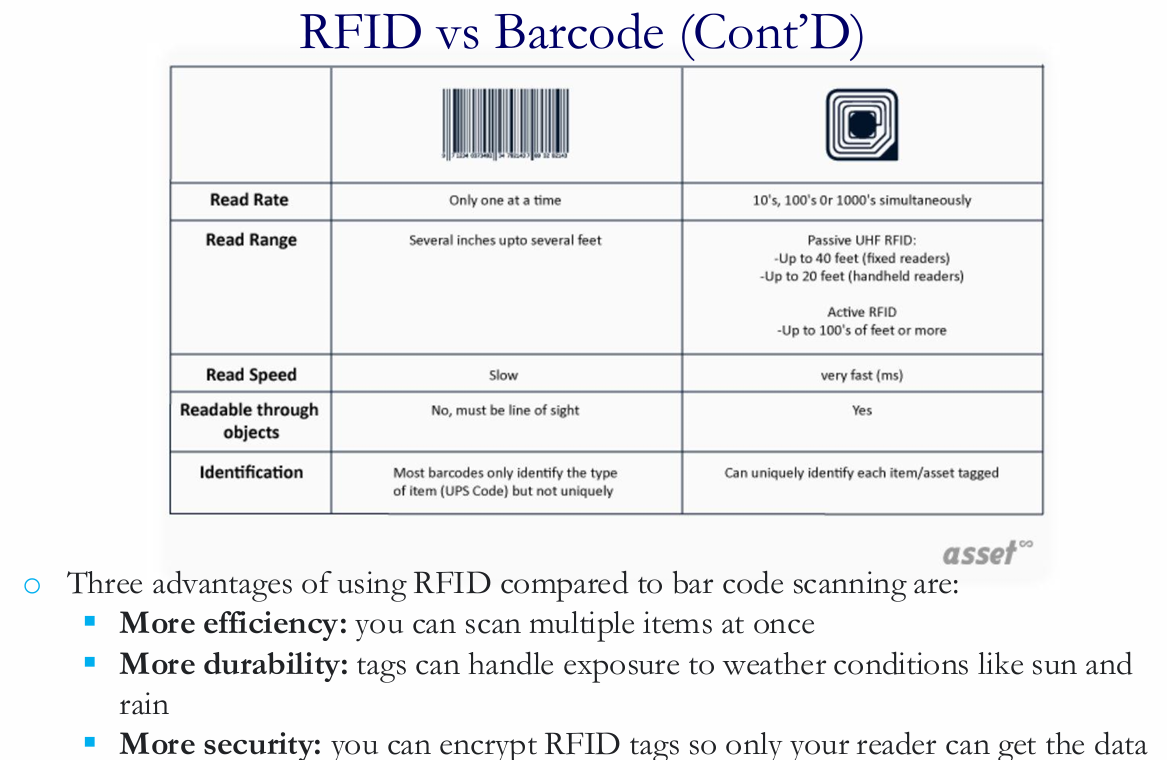 RFID vs Barcode (Cont'D)
Read Rate
Only one at a time
10's, 100's 0r 1000's simultaneously
Read Range
Several inches upto several feet
Passive UHF RFID:
-Up to 40 feet (fixed readers)
-Up to 20 feet (handheld readers)
Active RFID
-Up to 100's of feet or more
Read Speed
Slow
very fast (ms)
Readable through
objects
No, must be line of sight
Yes
Identification
Most barcodes only identify the type
of item (UPS Code) but not uniquely
Can uniquely identify each item/asset tagged
asset∞
Three advantages of using RFID compared to bar code scanning are:
More efficiency: you can scan multiple items at once
More durability: tags can handle exposure to weather conditions like sun and
rain
More security: you can encrypt RFID tags so only your reader can get the data